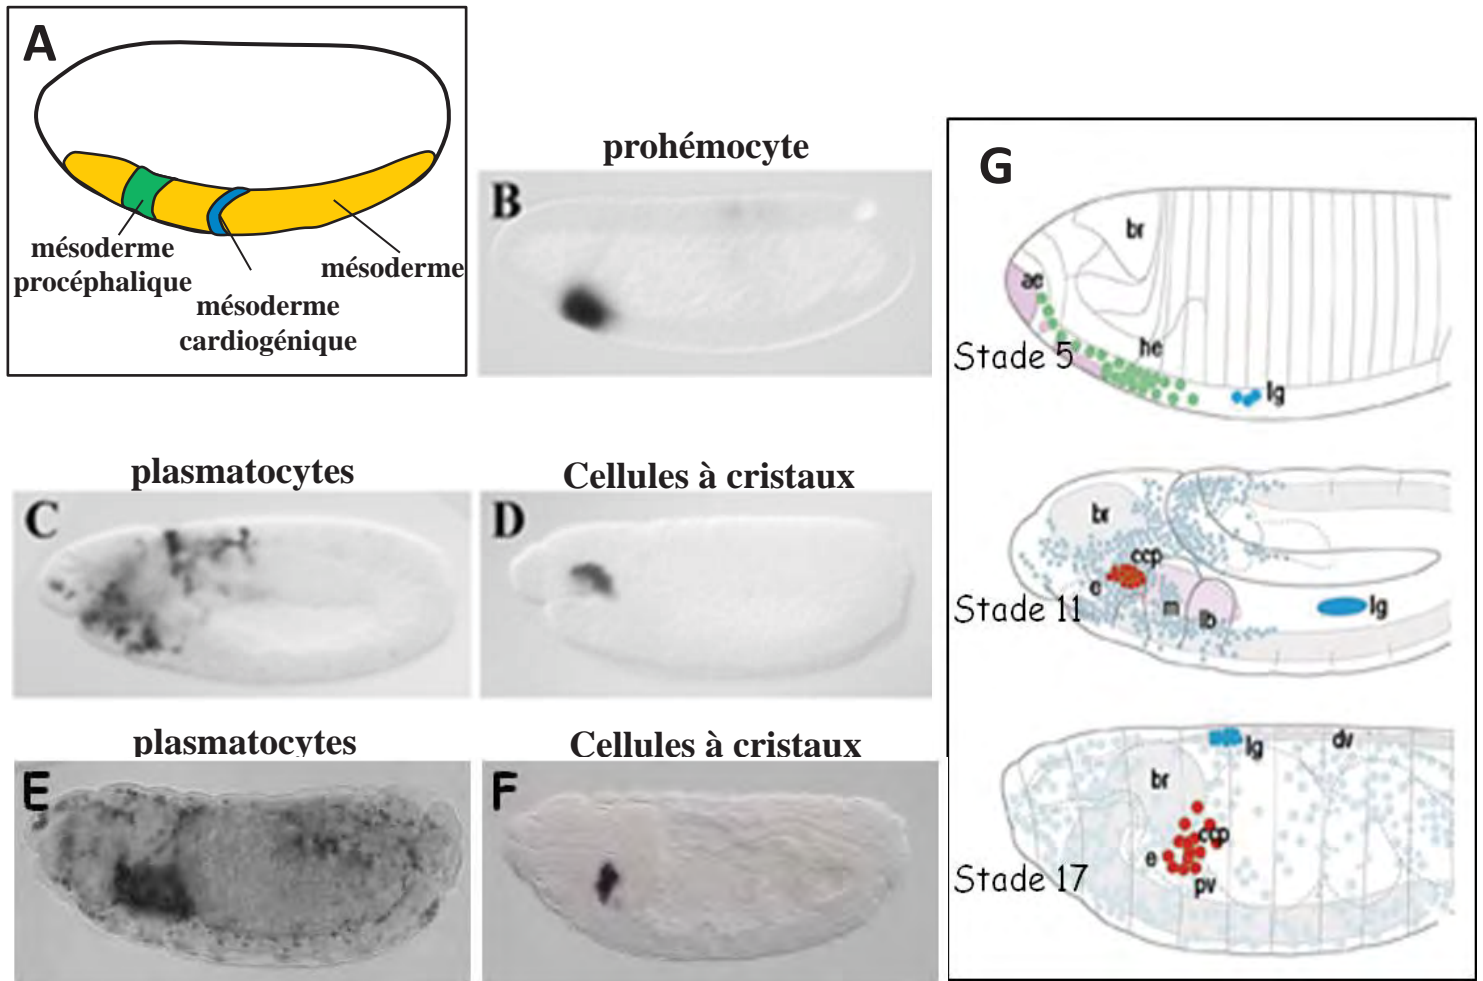 A
mésoderme
procéphalique
mésoderme
cardiogénique
mésoderme
prohémocyte
B
plasmatocytes
C
Cellules à cristaux
D
plasmatocytes
E
Cellules à cristaux
F
G
br
ae
he
Stade 5
lg
br
ccp
e
m
lb
Stade 11
lg
lg
dv
br
ccp
e
pv
Stade 17